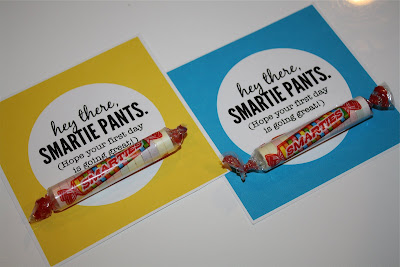 hey there,
SMARTIE PANTS.
(Hope your first day
is going great!)
SMARTIES
hey there,
SMARTIE PANTS.
(Hope your first day
is going great!)
SMARTIES